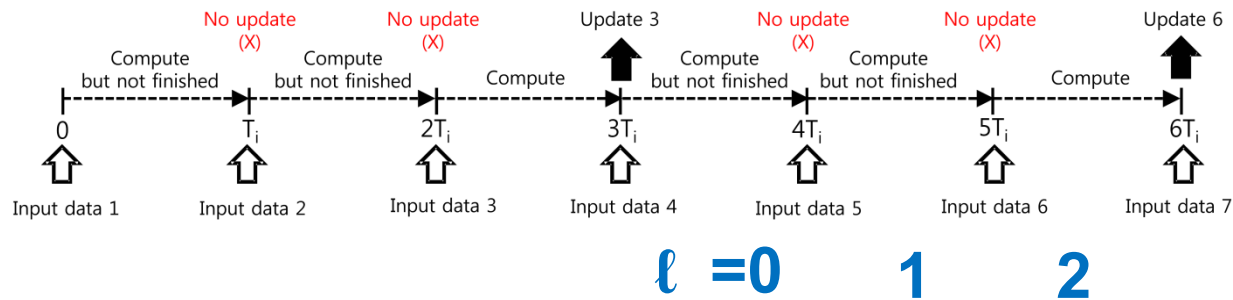 No update No update Update 3 No update No update Update 6
(X) (X) (X) (X)
Compute Compute Compute Compute
but not finished but not finished Compute but not finished but not finished Compute
0 Ti 2Ti 3Ti 4Ti 5Ti 6Ti
Input data 1 Input data 2 Input data 3 Input data 4 Input data 5 Input data 6 Input data 7
ℓ =0 1 2